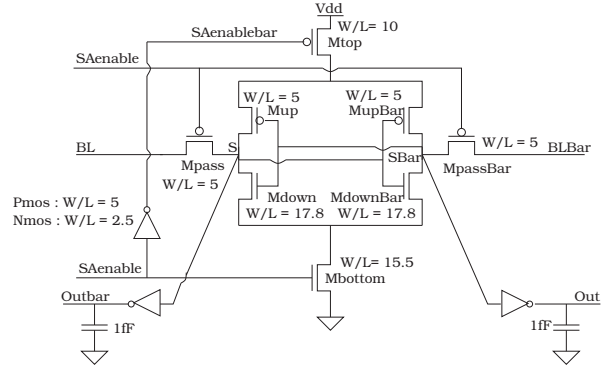 Vdd
W/L= 10
SAenablebar
Mtop
SAenable
W/L = 5
W/L = 5
Mup
MupBar
W/L = 5
BL
S
SBar
BLBar
Mpass
MpassBar
W/L = 5
Mdown
MdownBar
Pmos : W/L = 5
Nmos : W/L = 2.5
W/L = 17.8
W/L = 17.8
W/L= 15.5
SAenable
Mbottom
Outbar
Out
1fF
1fF